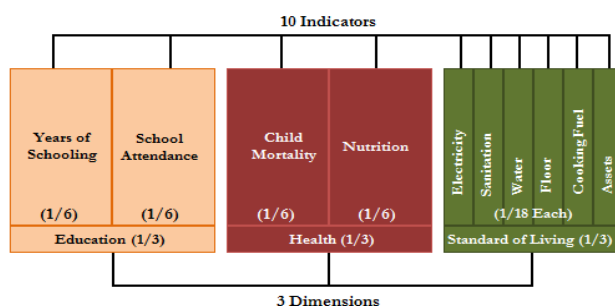 10 Indicators
Years of
Schooling
(1/6)
School
Attendance
(1/6)
Education (1/3)
Child
Mortality
(1/6)
Nutrition
(1/6)
Health (1/3)
Electricity
Sanitation
Water
Floor
CookingFuel
Assets
(1/18 Each)
Standard of Living (1/3)
3 Dimensions